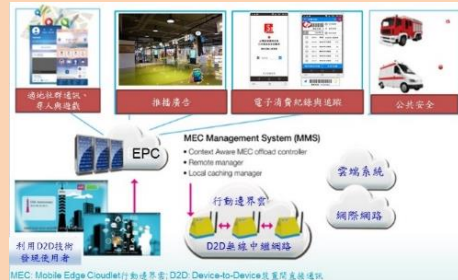 適地社群通訊、
尋人與遊戲
推播廣告
電子消費紀錄與追蹤
公共安全
EPC
MEC Management System (MMS)
• Context Aware MEC offload controller
• Remote manager
• Local caching manager
雲端系統
網際網路
行動邊界雲
D2D無線中繼網路
利用D2D技術
發現使用者
MEC: Mobile Edge Cloudlet行動邊界雲; D2D: Device-to-Device裝置間直接通訊